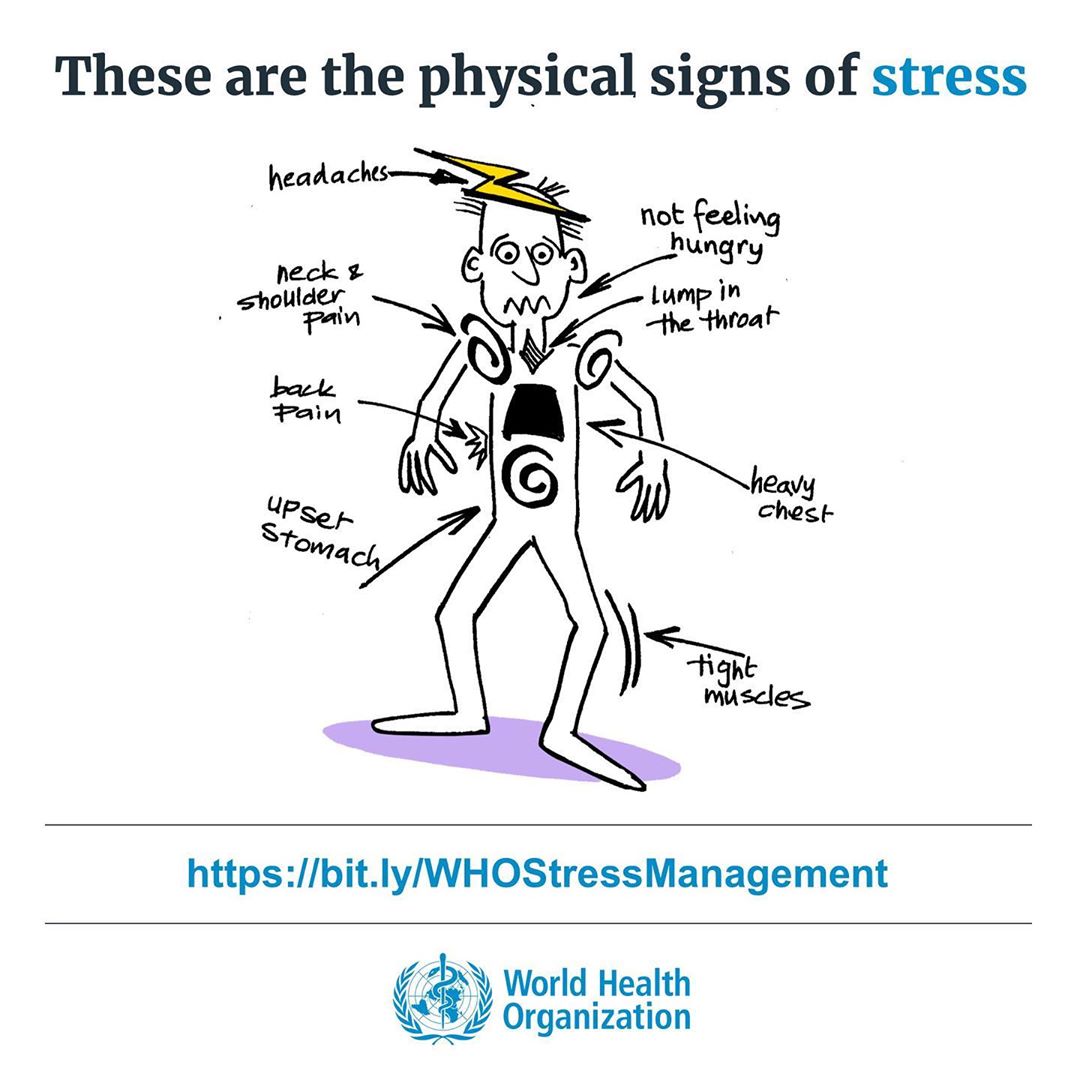 These are the physical signs of stress
headaches
not feeling
hungry
neck &
shoulder
pain
lump in
the throat
back
pain
heavy
chest
upset
stomach
tight
muscles
https://bit.ly/WHOStressManagement
World Health
Organization